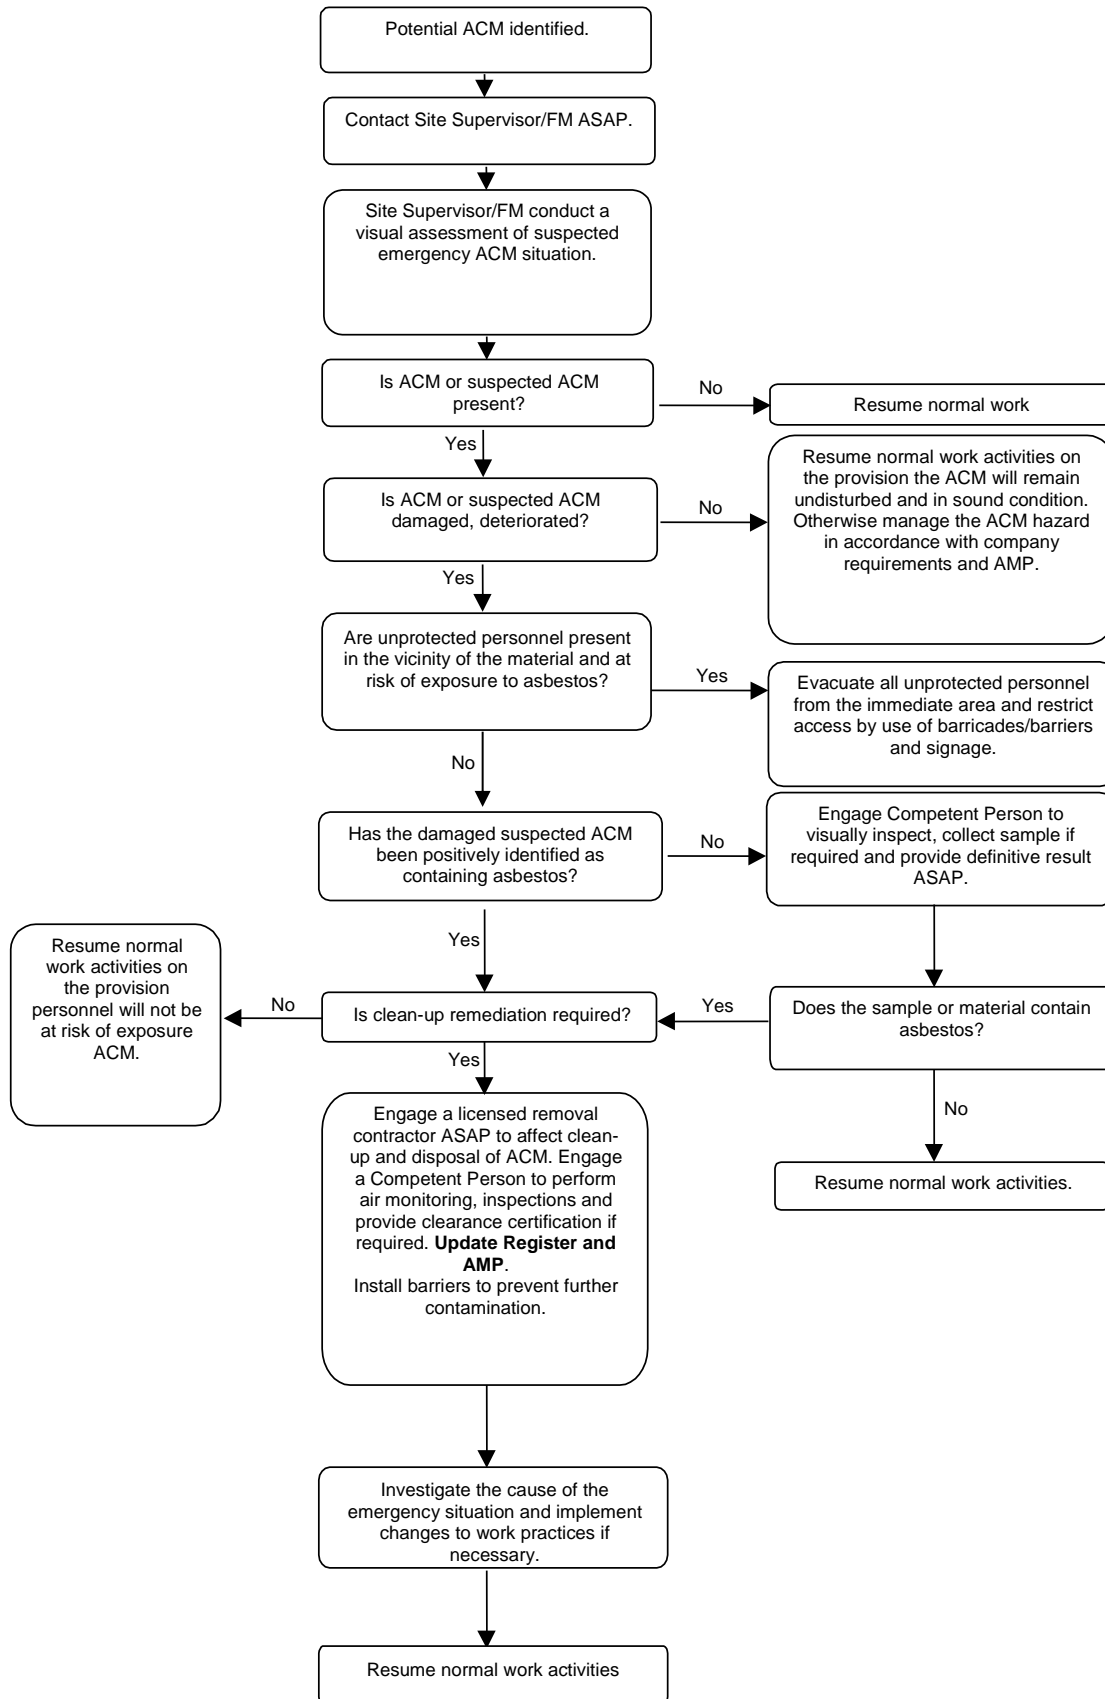 Potential ACM identified.
Contact Site Supervisor/FM ASAP.
Site Supervisor/FM conduct a
visual assessment of suspected
emergency ACM situation.
Is ACM or suspected ACM
present?
No
Resume normal work
Yes
Is ACM or suspected ACM
damaged, deteriorated?
No
Resume normal work activities on
the provision the ACM will remain
undisturbed and in sound condition.
Otherwise manage the ACM hazard
in accordance with company
requirements and AMP.
Yes
Are unprotected personnel present
in the vicinity of the material and at
risk of exposure to asbestos?
Yes
Evacuate all unprotected personnel
from the immediate area and restrict
access by use of barricades/barriers
and signage.
No
Has the damaged suspected ACM
been positively identified as
containing asbestos?
No
Engage Competent Person to
visually inspect, collect sample if
required and provide definitive result
ASAP.
Yes
Resume normal
work activities on
the provision
personnel will not be
at risk of exposure
ACM.
No
Is clean-up remediation required?
Yes
Does the sample or material contain
asbestos?
Yes
No
Engage a licensed removal
contractor ASAP to affect clean-
up and disposal of ACM. Engage
a Competent Person to perform
air monitoring, inspections and
provide clearance certification if
required. Update Register and
AMP.
Install barriers to prevent further
contamination.
Resume normal work activities.
Investigate the cause of the
emergency situation and implement
changes to work practices if
necessary.
Resume normal work activities